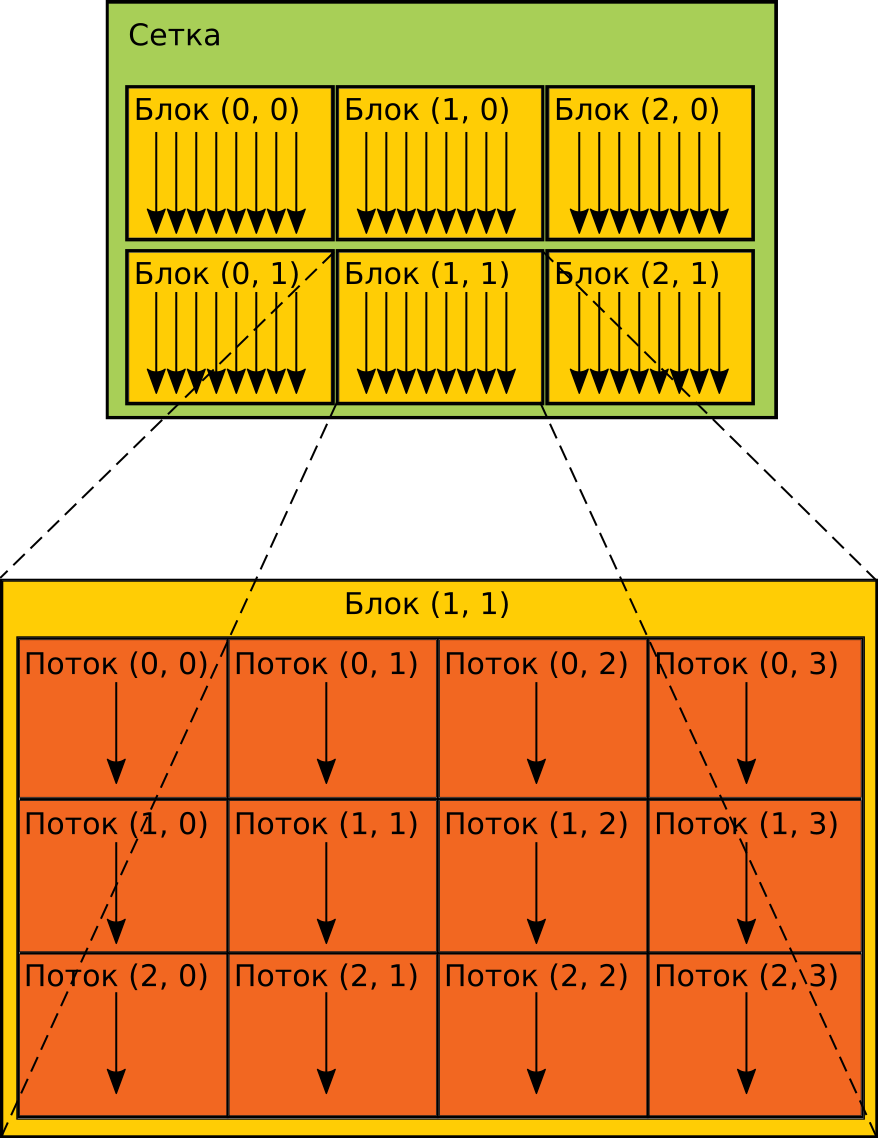 Сетка
Блок (0, 0) Блок (1, 0) Блок (2, 0)
Блок (0, 1) Блок (1, 1) Блок (2, 1)
Блок (1, 1)
Поток (0, 0) Поток (0, 1) Поток (0, 2) Поток (0, 3)
Поток (1, 0) Поток (1, 1) Поток (1, 2) Поток (1, 3)
Поток (2, 0) Поток (2, 1) Поток (2, 2) Поток (2, 3)